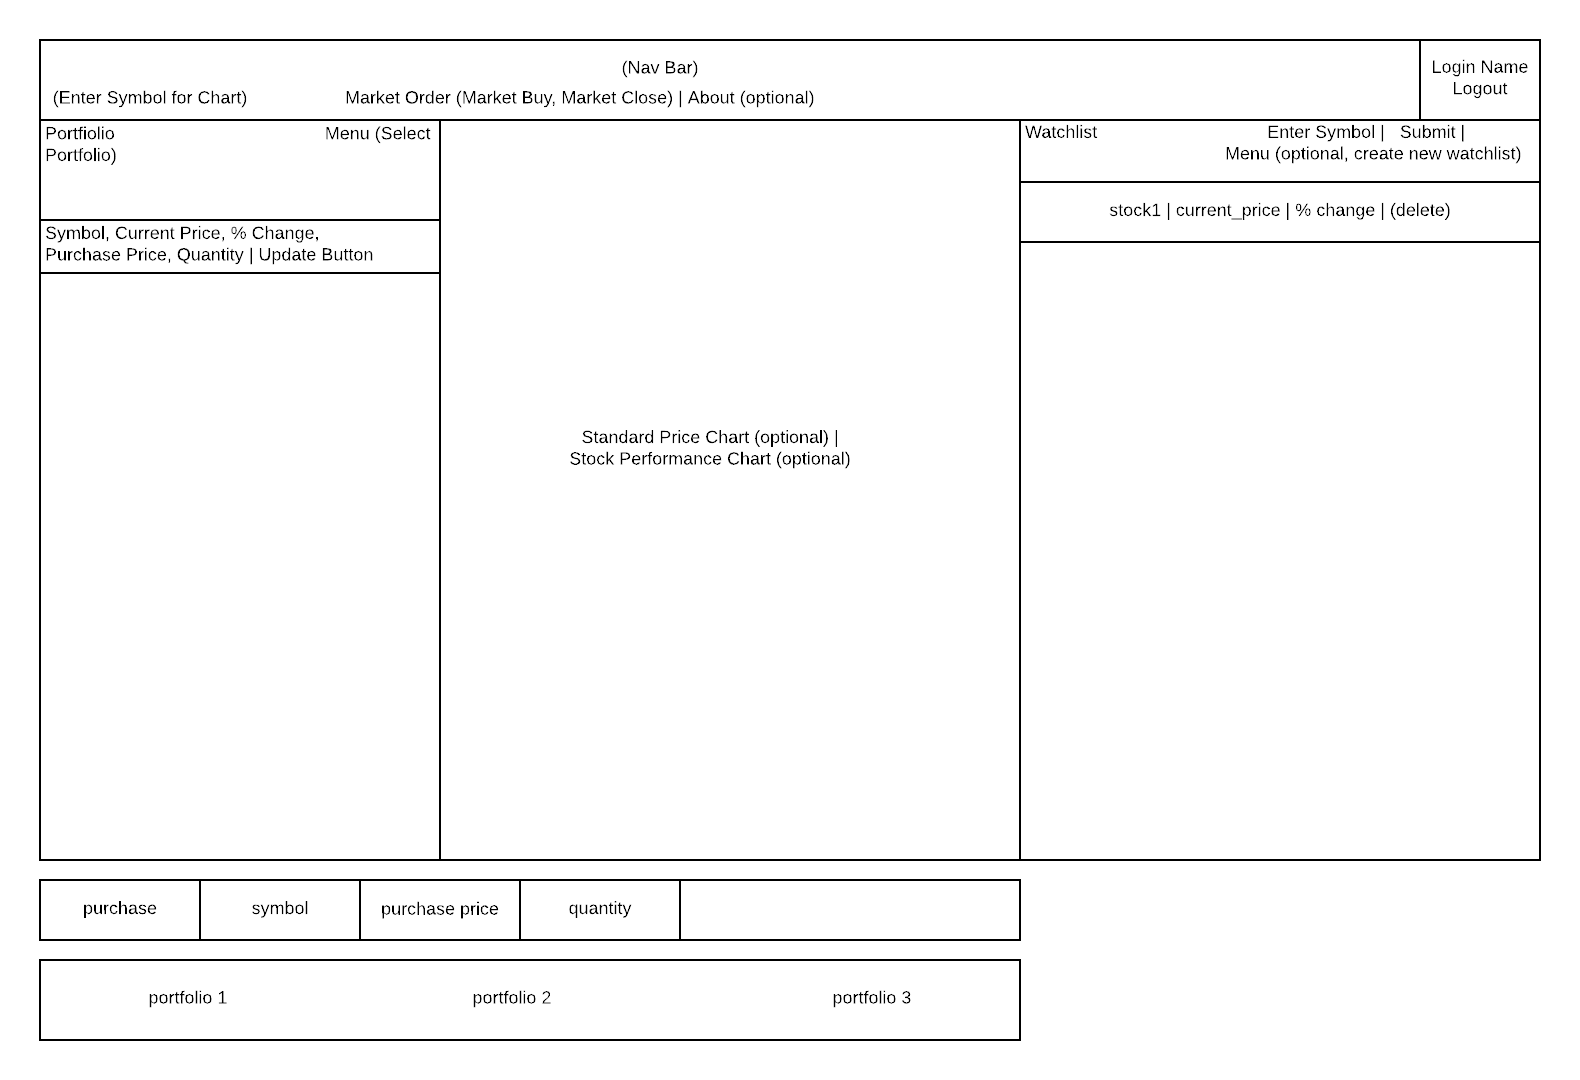 (Nav Bar)
(Enter Symbol for Chart) Market Order (Market Buy, Market Close) | About (optional)
Login Name
Logout
Portfiolio Menu (Select
Portfolio)
Symbol, Current Price, % Change,
Purchase Price, Quantity | Update Button
Standard Price Chart (optional) |
Stock Performance Chart (optional)
Watchlist Enter Symbol | Submit |
Menu (optional, create new watchlist)
stock1 | current_price | % change | (delete)
purchase symbol purchase price quantity
portfolio 1 portfolio 2 portfolio 3